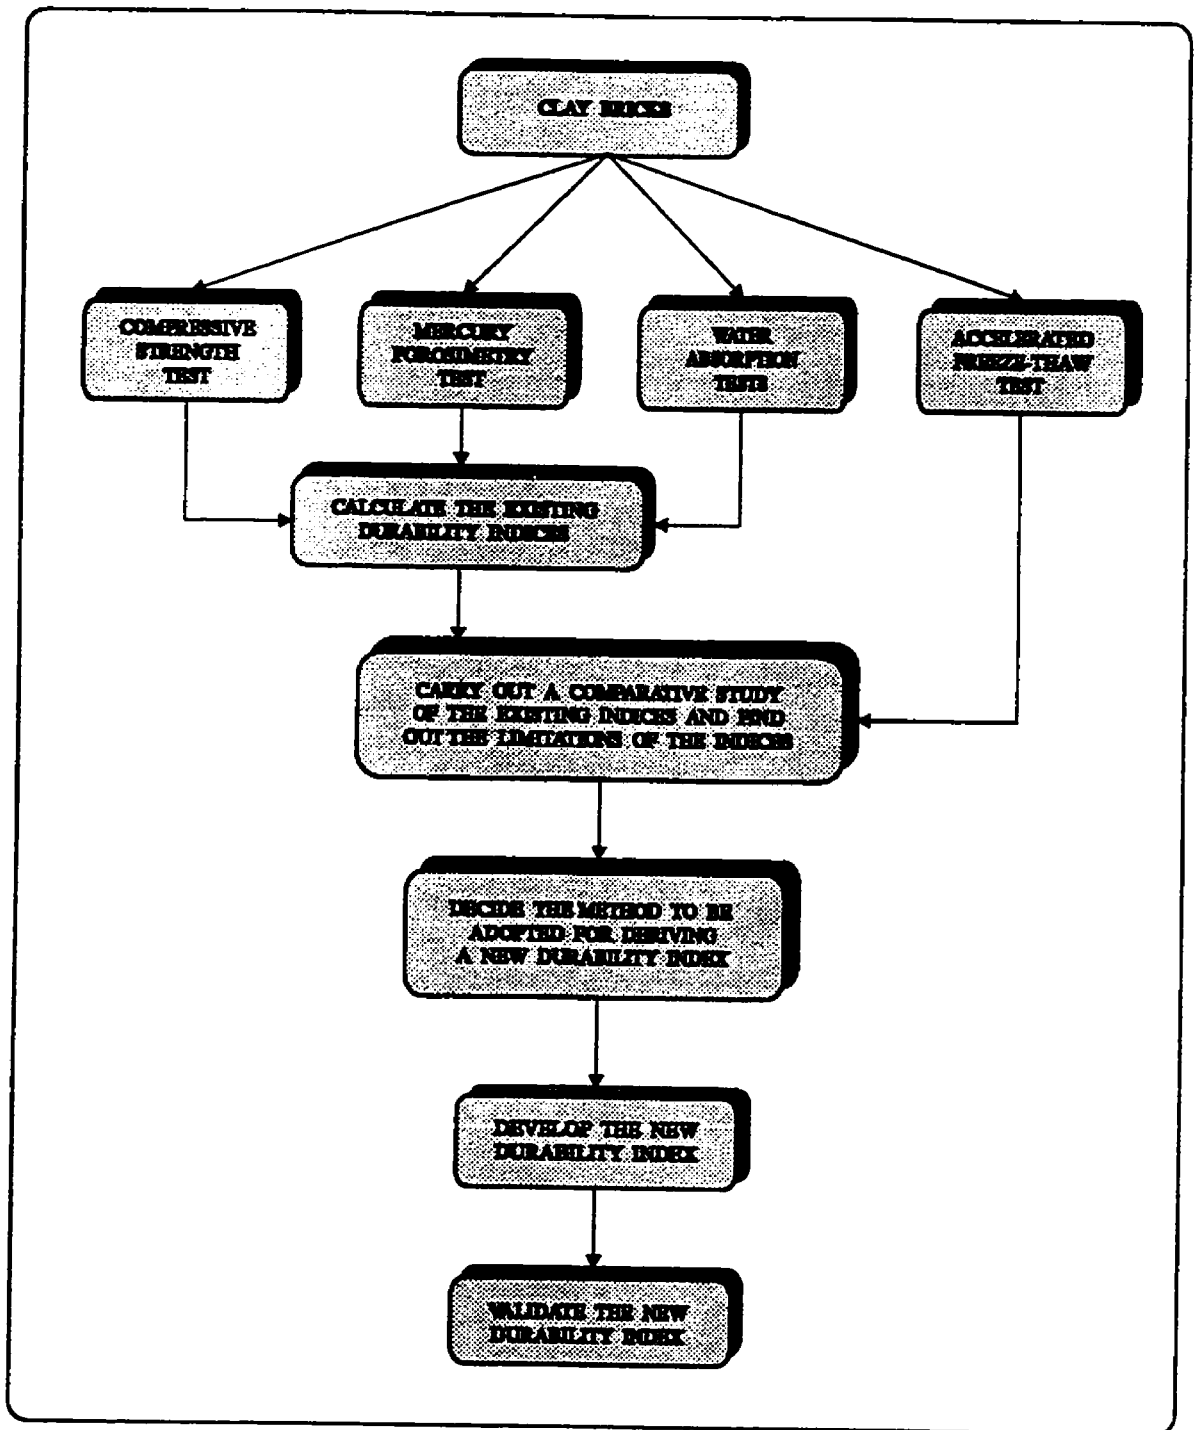 CLAY BRICKS
COMPRESSIVE
STRENGTH
TEST
MERCURY
POROSIMETRY
TEST
WATER
ABSORPTION
TESTS
ACCELERATED
FREEZE-THAW
TEST
CALCULATE THE EXISTING
DURABILITY INDICES
CARRY OUT A COMPARATIVE STUDY
OF THE EXISTING INDICES AND FIND
OUT THE LIMITATIONS OF THE INDICES
DECIDE THE METHOD TO BE
ADOPTED FOR DERIVING
A NEW DURABILITY INDEX
DEVELOP THE NEW
DURABILITY INDEX
VALIDATE THE NEW
DURABILITY INDEX